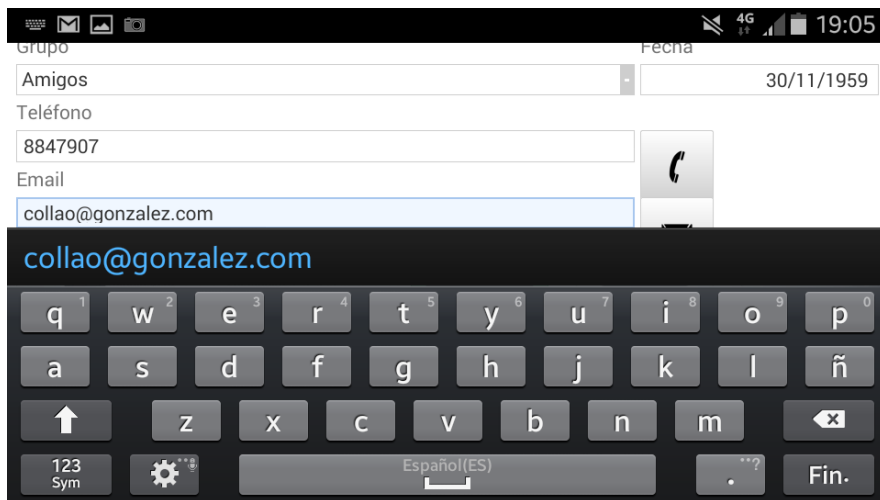 4G 19:05
Grupo Fecha
Amigos 30/11/1959
Teléfono
8847907
Email
collao@gonzalez.com
collao@gonzalez.com
q 1 w 2 e 3 r 4 t 5 y 6 u 7 i 8 o 9 p 0
a s d f g h j k l ñ
z x c v b n m
123 Sym Español(ES) . ? Fin.